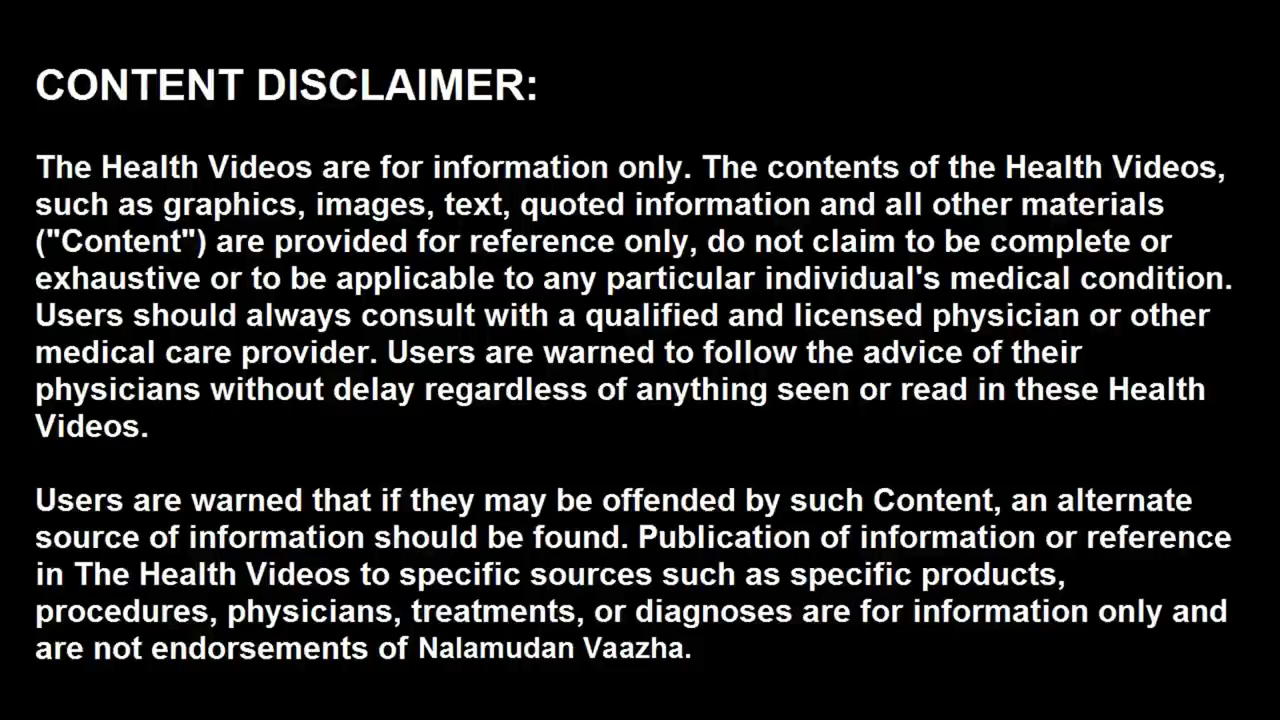 CONTENT DISCLAIMER:
The Health Videos are for information only. The contents of the Health Videos,
such as graphics, images, text, quoted information and all other materials
("Content") are provided for reference only, do not claim to be complete or
exhaustive or to be applicable to any particular individual's medical condition.
Users should always consult with a qualified and licensed physician or other
medical care provider. Users are warned to follow the advice of their
physicians without delay regardless of anything seen or read in these Health
Videos.
Users are warned that if they may be offended by such Content, an alternate
source of information should be found. Publication of information or reference
in The Health Videos to specific sources such as specific products,
procedures, physicians, treatments, or diagnoses are for information only and
are not endorsements of Nalamudan Vaazha.